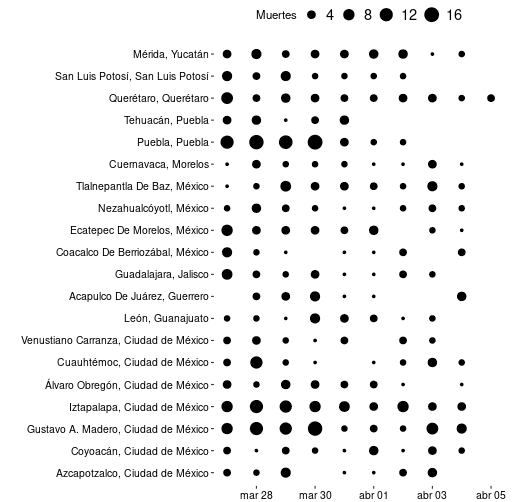 Muertes 4 8 12 16
Mérida, Yucatán
San Luis Potosí, San Luis Potosí
Querétaro, Querétaro
Tehuacán, Puebla
Puebla, Puebla
Cuernavaca, Morelos
Tlalnepantla De Baz, México
Nezahualcóyotl, México
Ecatepec De Morelos, México
Coacalco De Berriozábal, México
Guadalajara, Jalisco
Acapulco De Juárez, Guerrero
León, Guanajuato
Venustiano Carranza, Ciudad de México
Cuauhtémoc, Ciudad de México
Álvaro Obregón, Ciudad de México
Iztapalapa, Ciudad de México
Gustavo A. Madero, Ciudad de México
Coyoacán, Ciudad de México
Azcapotzalco, Ciudad de México
mar 28 mar 30 abr 01 abr 03 abr 05